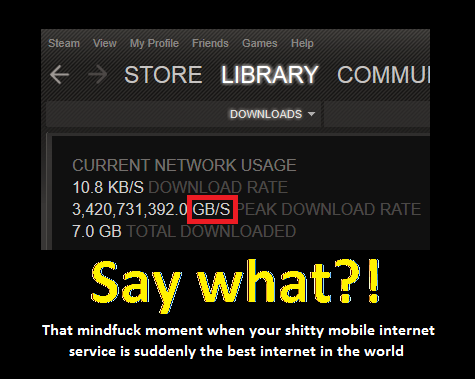 Steam View My Profile Friends Games Help
STORE LIBRARY COMMU
DOWNLOADS
CURRENT NETWORK USAGE
10.8 KB/S DOWNLOAD RATE
3,420,731,392.0 GB/S PEAK DOWNLOAD RATE
7.0 GB TOTAL DOWNLOADED
Say what?!
That mindfuck moment when your shitty mobile internet
service is suddenly the best internet in the world